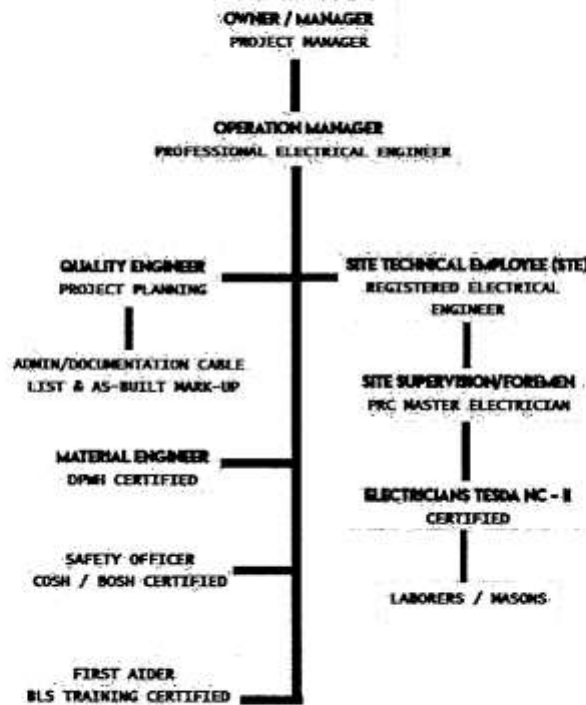 OWNER / MANAGER
PROJECT MANAGER
OPERATION MANAGER
PROFESSIONAL ELECTRICAL ENGINEER
QUALITY ENGINEER
PROJECT PLANNING
SITE TECHNICAL EMPLOYEE (STE)
REGISTERED ELECTRICAL
ENGINEER
ADMIN/DOCUMENTATION CABLE
LIST & AS-BUILT MARK-UP
SITE SUPERVISION/FOREMEN
PRC MASTER ELECTRICIAN
MATERIAL ENGINEER
DPWH CERTIFIED
ELECTRICIANS TESDA NC - II
CERTIFIED
SAFETY OFFICER
COSH / BOSH CERTIFIED
LABORERS / MASONS
FIRST AIDER
BLS TRAINING CERTIFIED